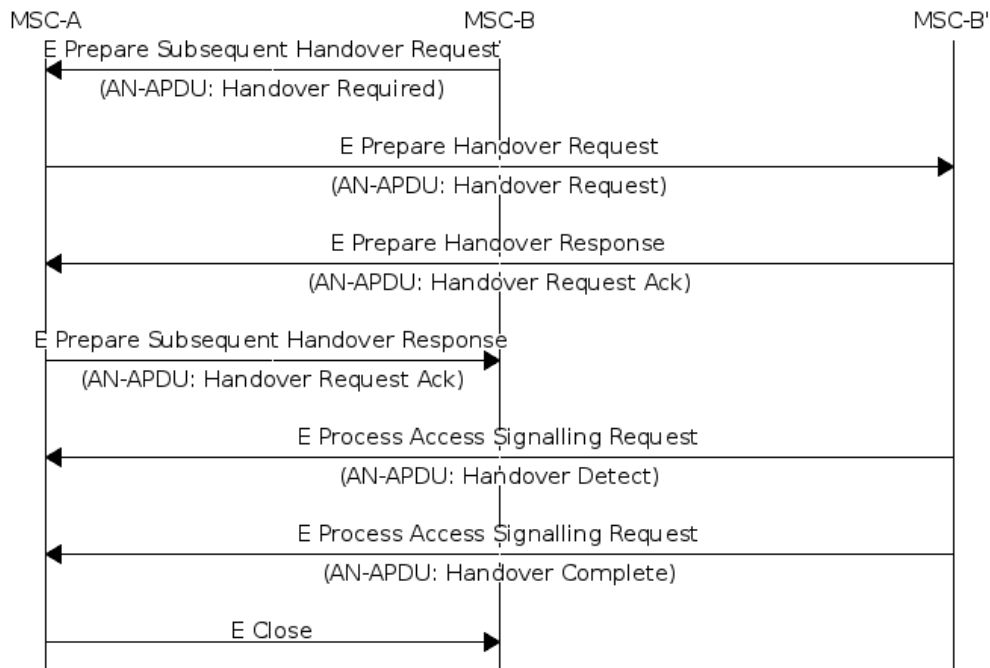 MSC-A MSC-B MSC-B'
E Prepare Subsequent Handover Request
(AN-APDU: Handover Required)
E Prepare Handover Request
(AN-APDU: Handover Request)
E Prepare Handover Response
(AN-APDU: Handover Request Ack)
E Prepare Subsequent Handover Response
(AN-APDU: Handover Request Ack)
E Process Access Signalling Request
(AN-APDU: Handover Detect)
E Process Access Signalling Request
(AN-APDU: Handover Complete)
E Close